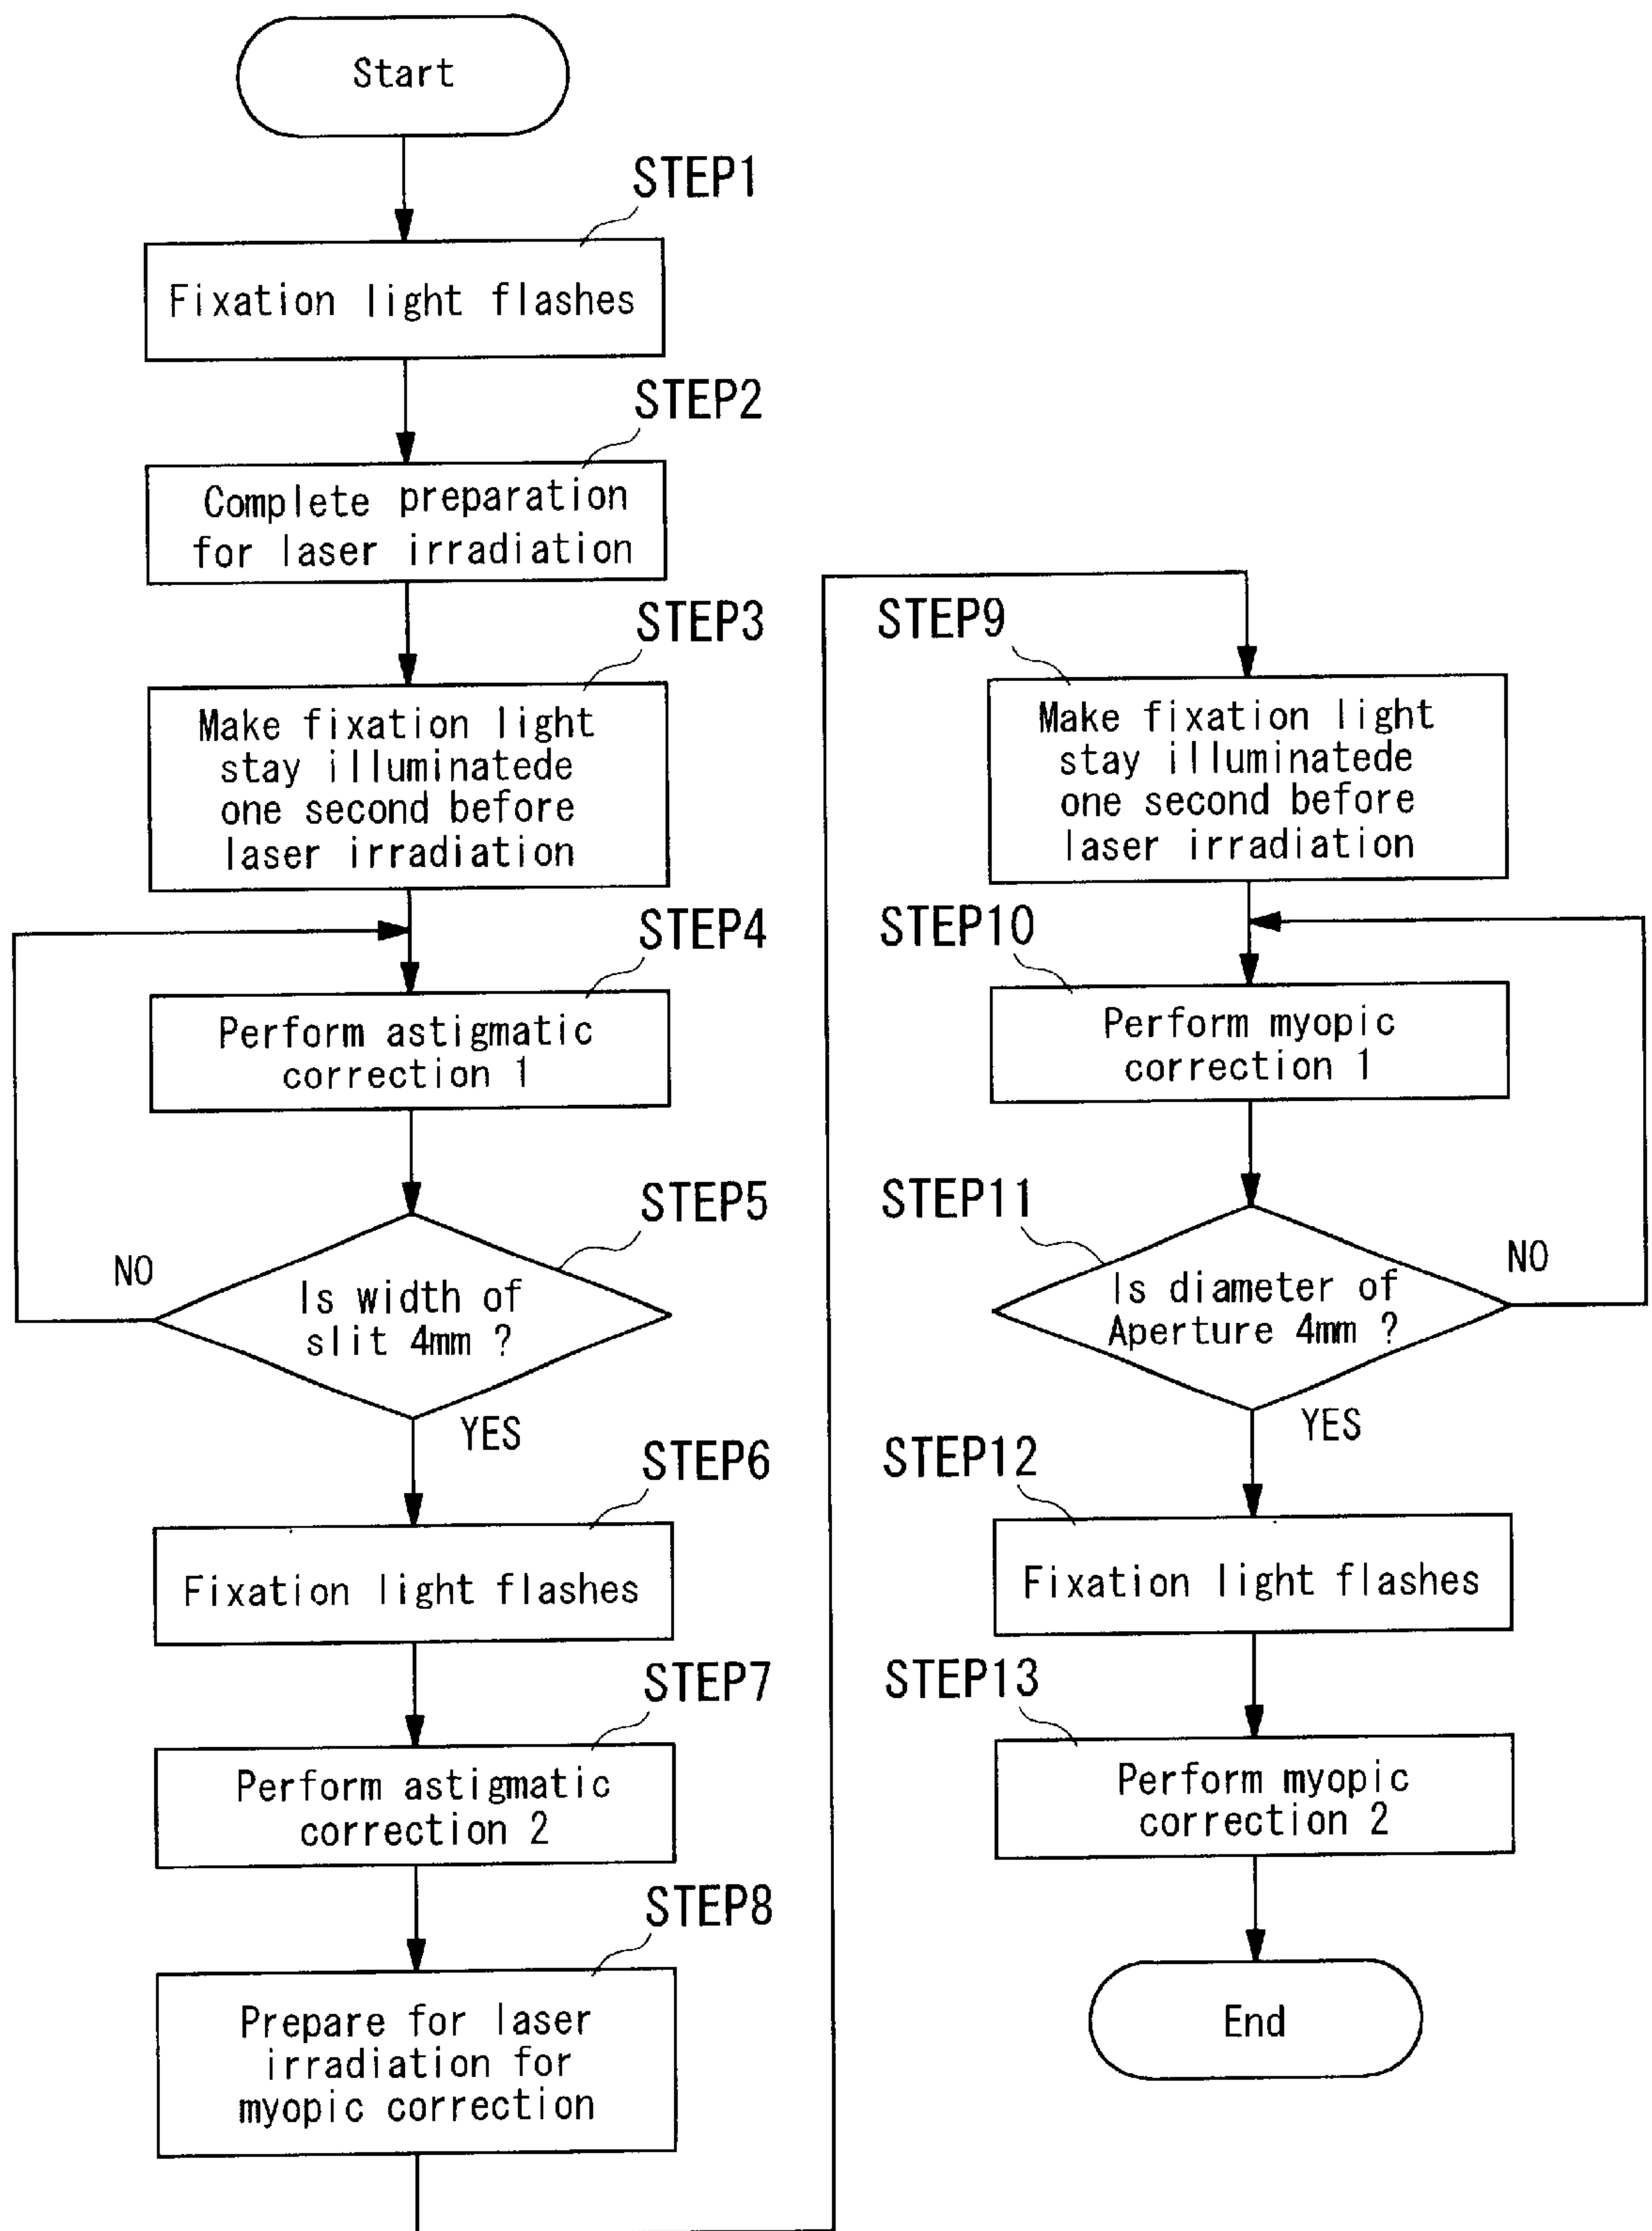 Start
STEP1
Fixation light flashes
STEP2
Complete preparation
for laser irradiation
STEP3
Make fixation light
stay illuminatede
one second before
laser irradiation
STEP4
Perform astigmatic
correction 1
STEP5
Is width of
slit 4mm ?
NO
YES
STEP6
Fixation light flashes
STEP7
Perform astigmatic
correction 2
STEP8
Prepare for laser
irradiation for
myopic correction
STEP9
Make fixation light
stay illuminatede
one second before
laser irradiation
STEP10
Perform myopic
correction 1
STEP11
Is diameter of
Aperture 4mm ?
NO
YES
STEP12
Fixation light flashes
STEP13
Perform myopic
correction 2
End